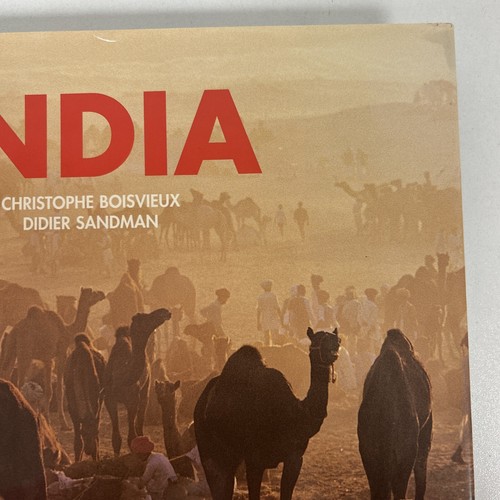 NDIA
CHRISTOPHE BOISVIEUX
DIDIER SANDMAN